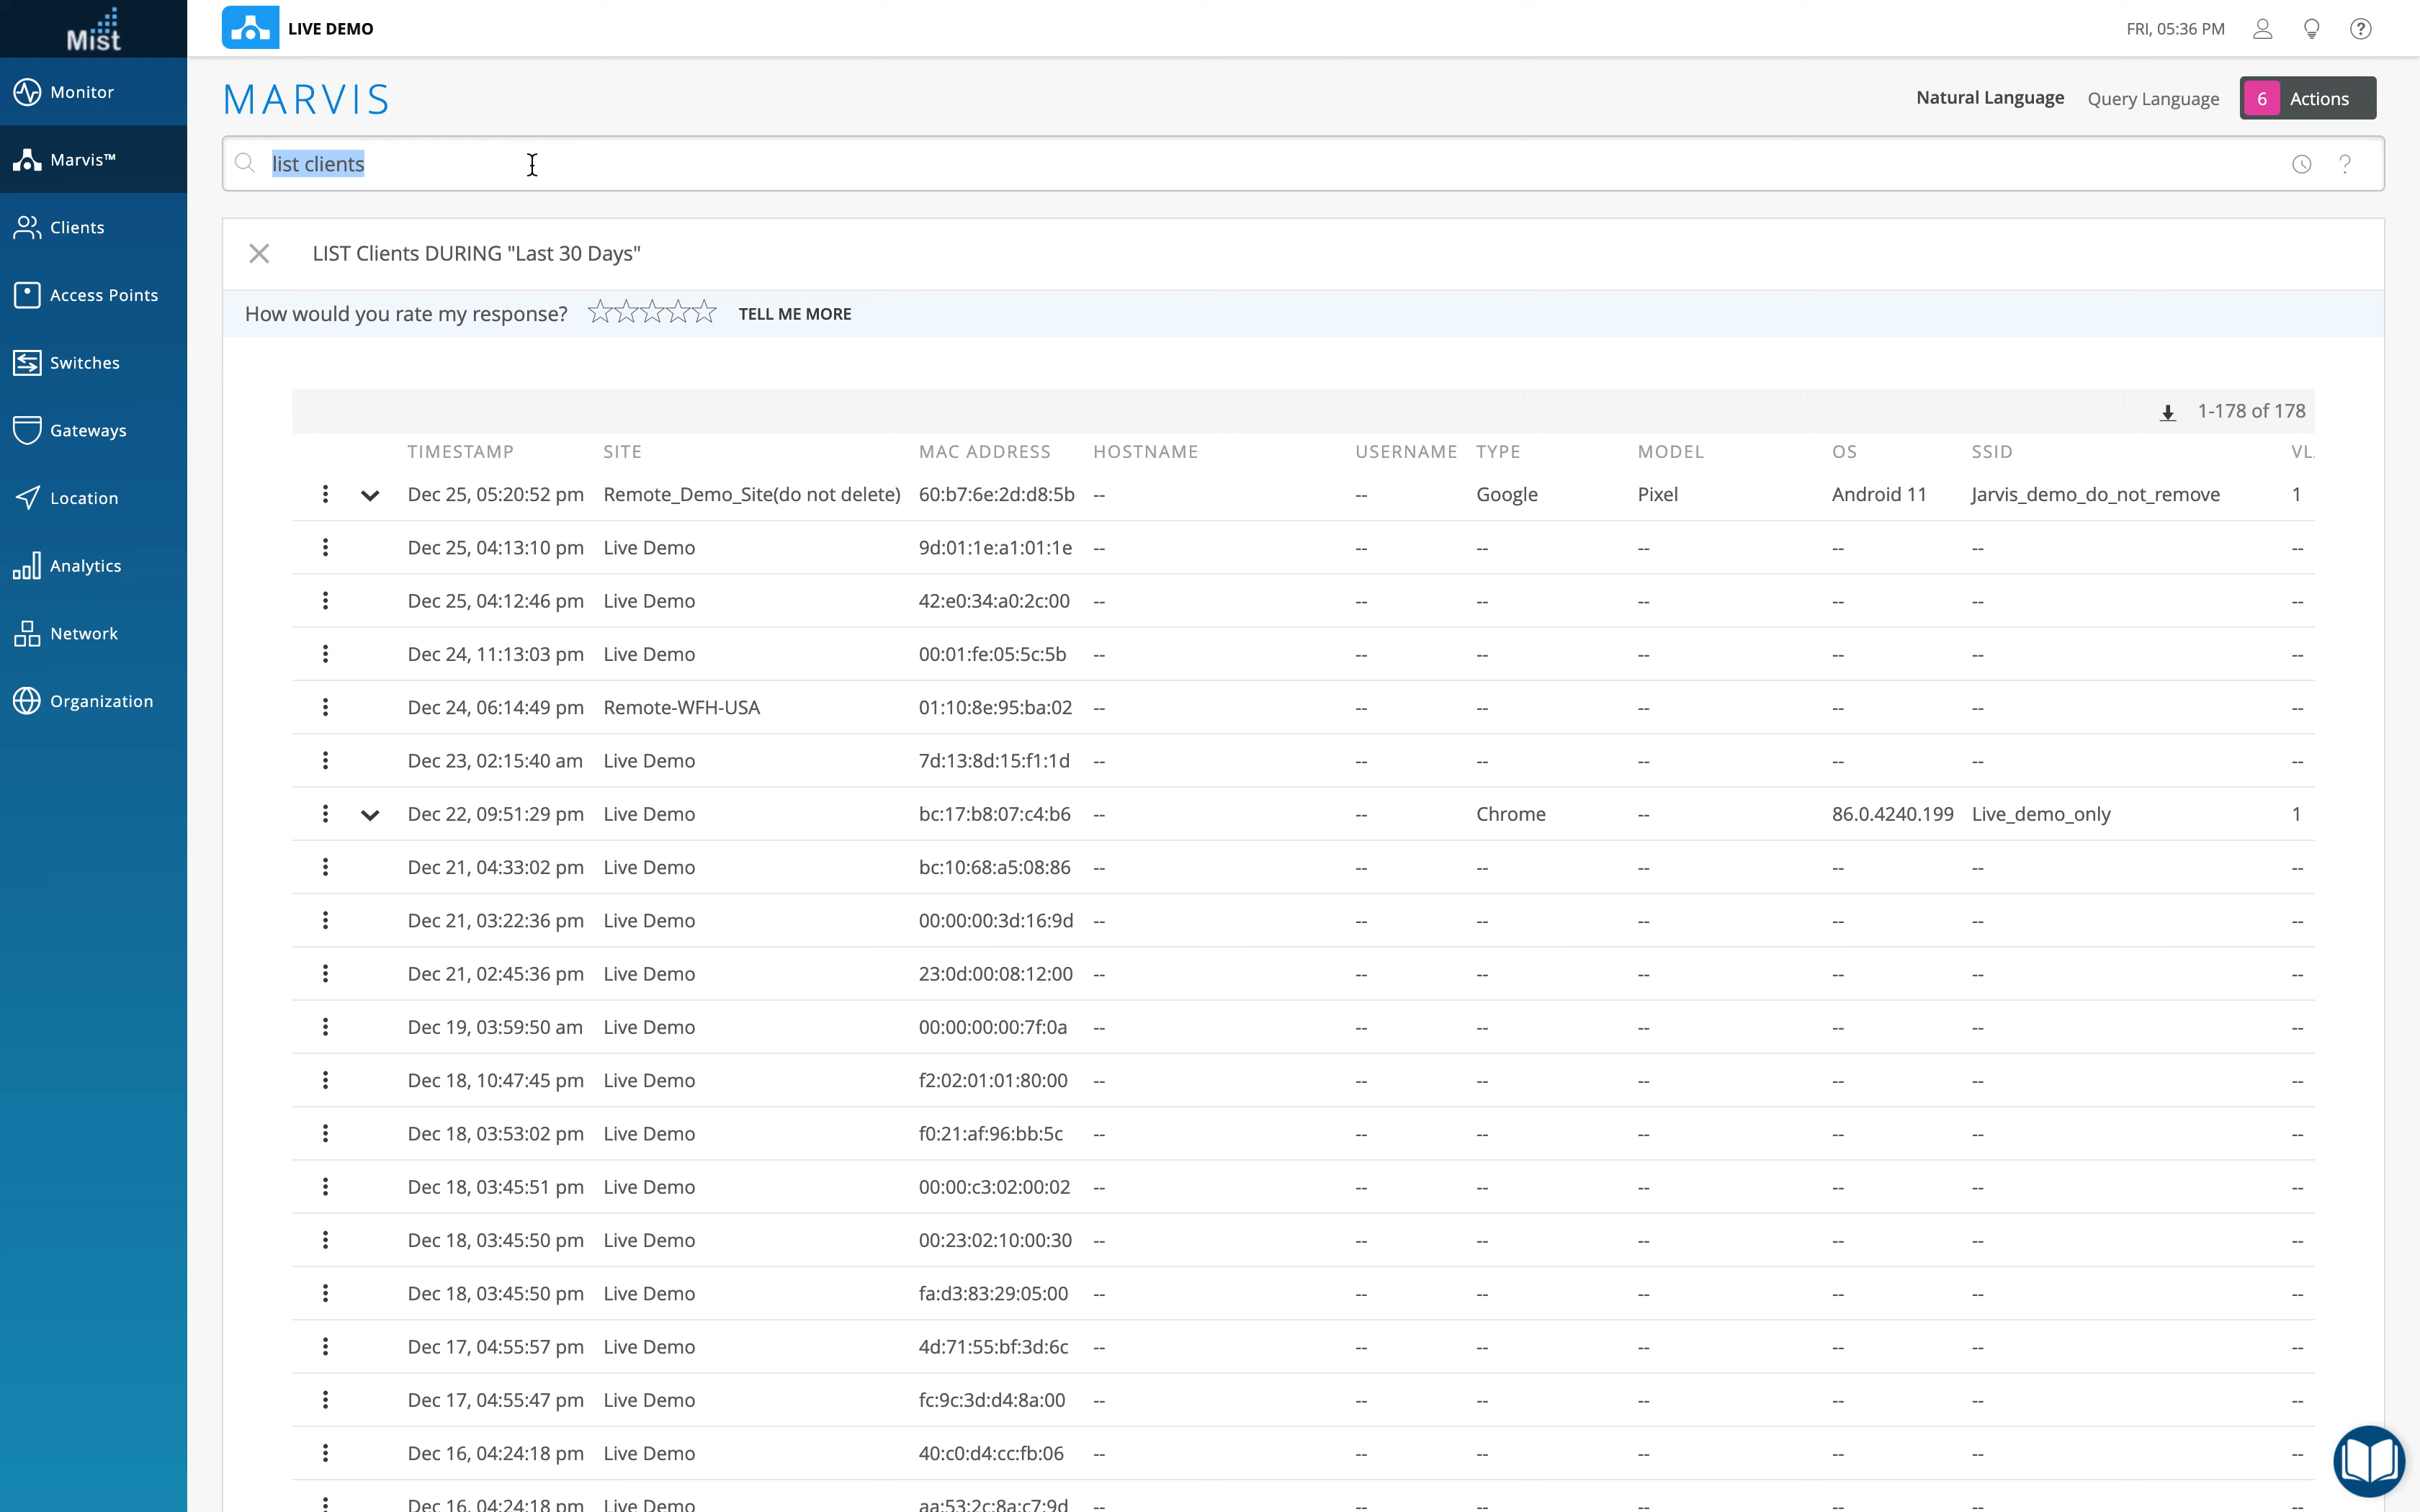 Mist
LIVE DEMO
FRI, 05:36 PM
Monitor
Marvis™
Clients
Access Points
Switches
Gateways
Location
Analytics
Network
Organization
MARVIS
Natural Language Query Language 6 Actions
list clients
LIST Clients DURING "Last 30 Days"
How would you rate my response? TELL ME MORE
1-178 of 178
TIMESTAMP SITE MAC ADDRESS HOSTNAME USERNAME TYPE MODEL OS SSID VL.
Dec 25, 05:20:52 pm Remote_Demo_Site(do not delete) 60:b7:6e:2d:d8:5b -- -- Google Pixel Android 11 Jarvis_demo_do_not_remove 1
Dec 25, 04:13:10 pm Live Demo 9d:01:1e:a1:01:1e -- -- -- -- -- -- --
Dec 25, 04:12:46 pm Live Demo 42:e0:34:a0:2c:00 -- -- -- -- -- -- --
Dec 24, 11:13:03 pm Live Demo 00:01:fe:05:5c:5b -- -- -- -- -- -- --
Dec 24, 06:14:49 pm Remote-WFH-USA 01:10:8e:95:ba:02 -- -- -- -- -- -- --
Dec 23, 02:15:40 am Live Demo 7d:13:8d:15:f1:1d -- -- -- -- -- -- --
Dec 22, 09:51:29 pm Live Demo bc:17:b8:07:c4:b6 -- -- Chrome -- 86.0.4240.199 Live_demo_only 1
Dec 21, 04:33:02 pm Live Demo bc:10:68:a5:08:86 -- -- -- -- -- -- --
Dec 21, 03:22:36 pm Live Demo 00:00:00:3d:16:9d -- -- -- -- -- -- --
Dec 21, 02:45:36 pm Live Demo 23:0d:00:08:12:00 -- -- -- -- -- -- --
Dec 19, 03:59:50 am Live Demo 00:00:00:00:7f:0a -- -- -- -- -- -- --
Dec 18, 10:47:45 pm Live Demo f2:02:01:01:80:00 -- -- -- -- -- -- --
Dec 18, 03:53:02 pm Live Demo f0:21:af:96:bb:5c -- -- -- -- -- -- --
Dec 18, 03:45:51 pm Live Demo 00:00:c3:02:00:02 -- -- -- -- -- -- --
Dec 18, 03:45:50 pm Live Demo 00:23:02:10:00:30 -- -- -- -- -- -- --
Dec 18, 03:45:50 pm Live Demo fa:d3:83:29:05:00 -- -- -- -- -- -- --
Dec 17, 04:55:57 pm Live Demo 4d:71:55:bf:3d:6c -- -- -- -- -- -- --
Dec 17, 04:55:47 pm Live Demo fc:9c:3d:d4:8a:00 -- -- -- -- -- -- --
Dec 16, 04:24:18 pm Live Demo 40:c0:d4:cc:fb:06 -- -- -- -- -- -- --
Dec 16, 04:24:18 pm Live Demo aa:53:2c:8a:c7:9d -- -- -- -- -- -- --